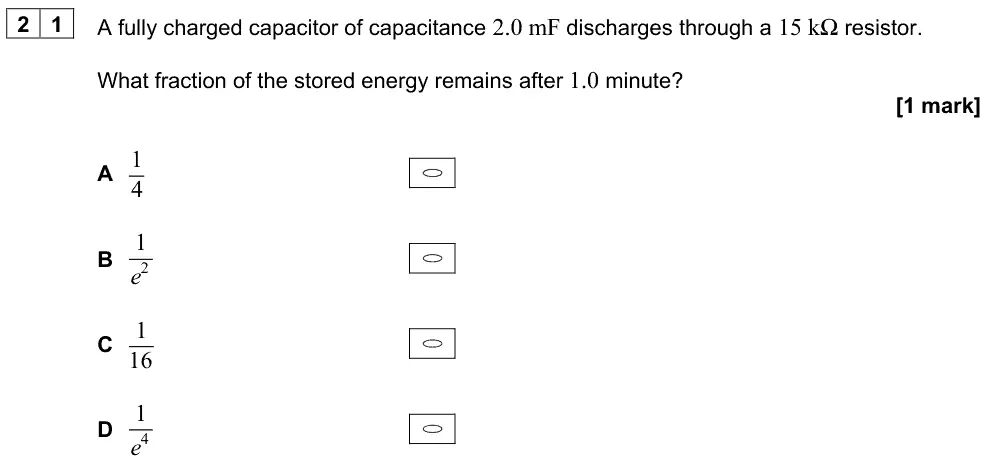 2 1 A fully charged capacitor of capacitance 2.0 mF discharges through a 15 kΩ resistor.
What fraction of the stored energy remains after 1.0 minute?
[1 mark]
A 1/4
B 1/e²
C 1/16
D 1/e⁴